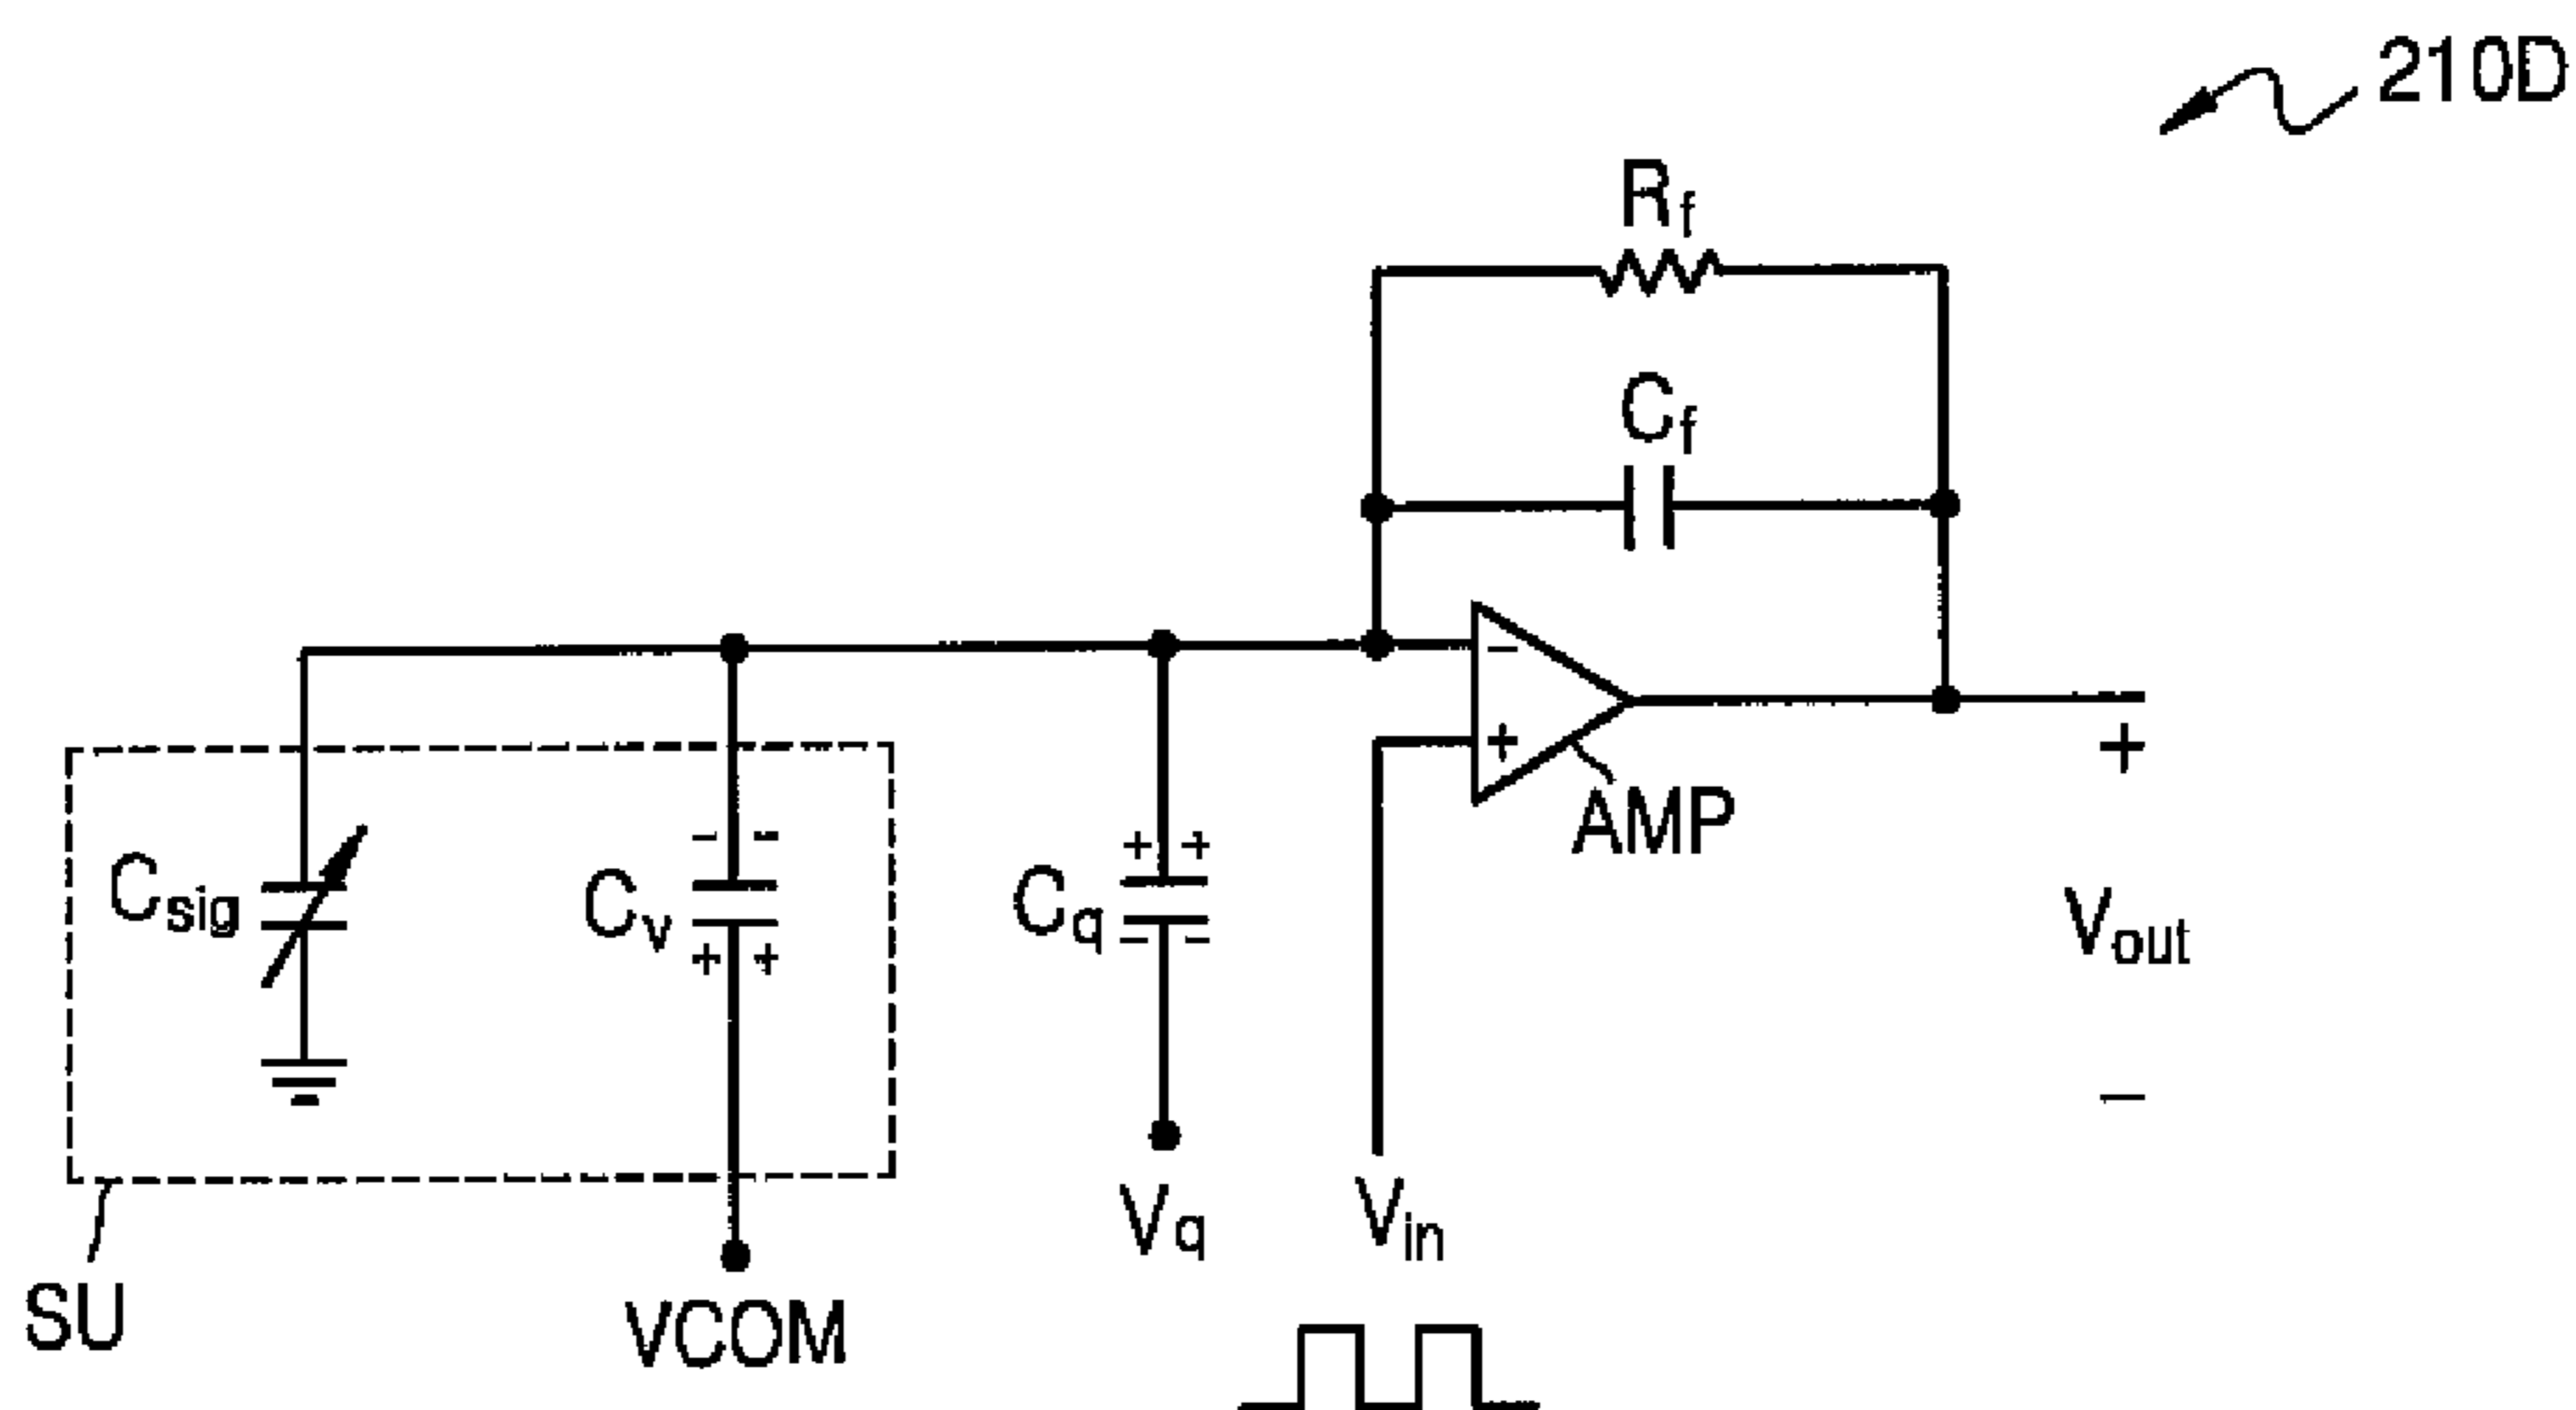 210D
Rf
Cf
−
+
AMP
Csig
Cv
− −
+ +
Cq
+ +
− −
+
Vout
−
Vq
Vin
SU
VCOM